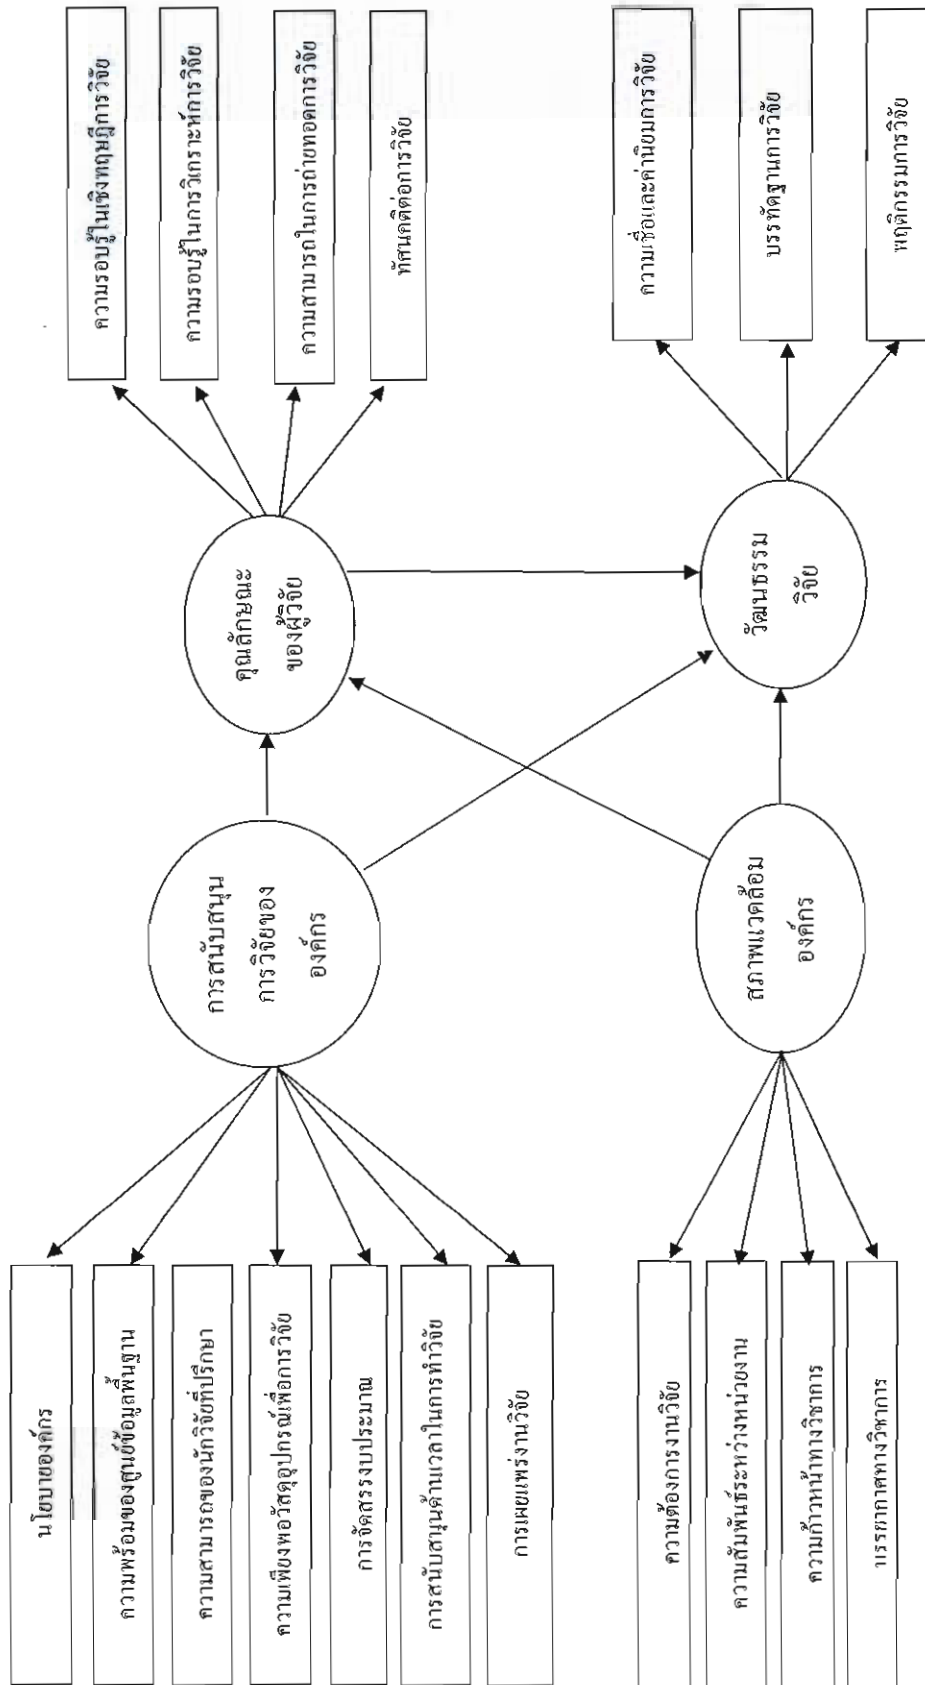 นโยบายองค์กร
ความพร้อมของศูนย์ข้อมูลพื้นฐาน
ความสามารถของนักวิจัยที่ปรึกษา
ความเพียงพอวัสดุอุปกรณ์เพื่อการวิจัย
การจัดสรรงบประมาณ
การสนับสนุนด้านเวลาในการทำวิจัย
การเผยแพร่งานวิจัย
ความต้องการงานวิจัย
ความสัมพันธ์ระหว่างหน่วยงาน
ความก้าวหน้าทางวิชาการ
บรรยากาศทางวิชาการ
การสนับสนุน
การวิจัยของ
องค์กร
สภาพแวดล้อม
องค์กร
คุณลักษณะ
ของผู้วิจัย
วัฒนธรรม
วิจัย
ความรอบรู้ในเชิงทฤษฎีการวิจัย
ความรอบรู้ในการวิเคราะห์การวิจัย
ความสามารถในการถ่ายทอดการวิจัย
ทัศนคติต่อการวิจัย
ความเชื่อและค่านิยมการวิจัย
บรรทัดฐานการวิจัย
พฤติกรรมการวิจัย